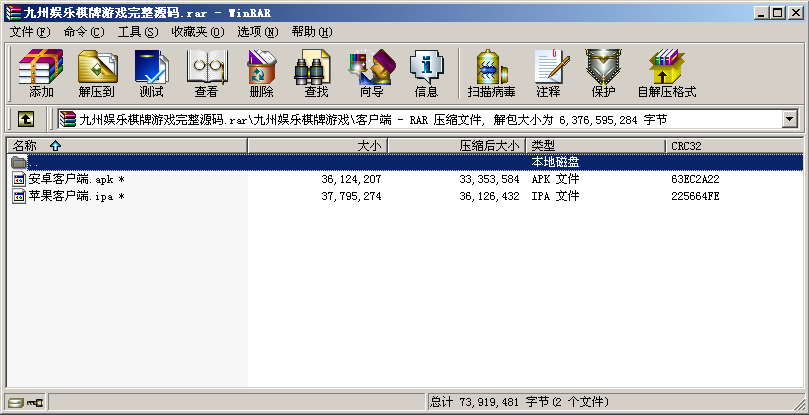 九州娱乐棋牌游戏完整源码.rar - WinRAR
文件(F) 命令(C) 工具(S) 收藏夹(O) 选项(N) 帮助(H)
添加 解压到 测试 查看 删除 查找 向导 信息 扫描病毒 注释 保护 自解压格式
九州娱乐棋牌游戏完整源码.rar\九州娱乐棋牌游戏\客户端 - RAR 压缩文件, 解包大小为 6,376,595,284 字节
名称 大小 压缩后大小 类型 CRC32
.. 本地磁盘
安卓客户端.apk * 36,124,207 33,353,584 APK 文件 63EC2A22
苹果客户端.ipa * 37,795,274 36,126,432 IPA 文件 225664FE
总计 73,919,481 字节(2 个文件)